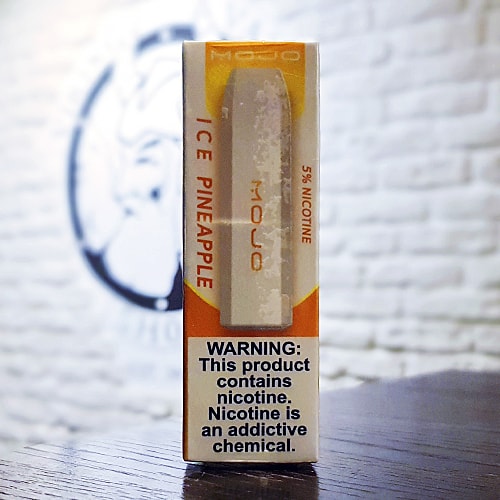 MOJO
ICE PINEAPPLE
MOJO
5% NICOTINE
WARNING:
This product
contains
nicotine.
Nicotine is
an addictive
chemical.